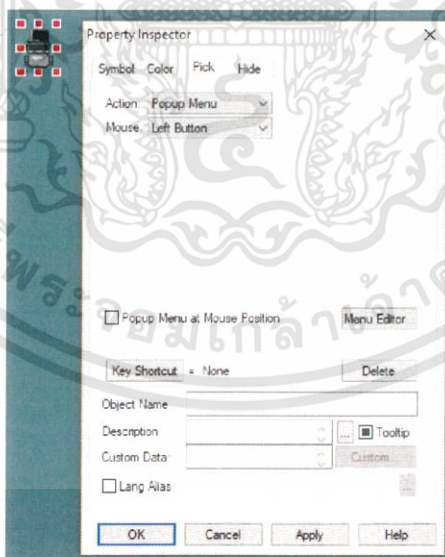 Property Inspector
Symbol Color Pick Hide
Action Popup Menu
Mouse Left Button
Popup Menu at Mouse Position Menu Editor
Key Shortcut = None Delete
Object Name
Description ... Tooltip
Custom Data: Custom...
Lang Alias ...
OK Cancel Apply Help